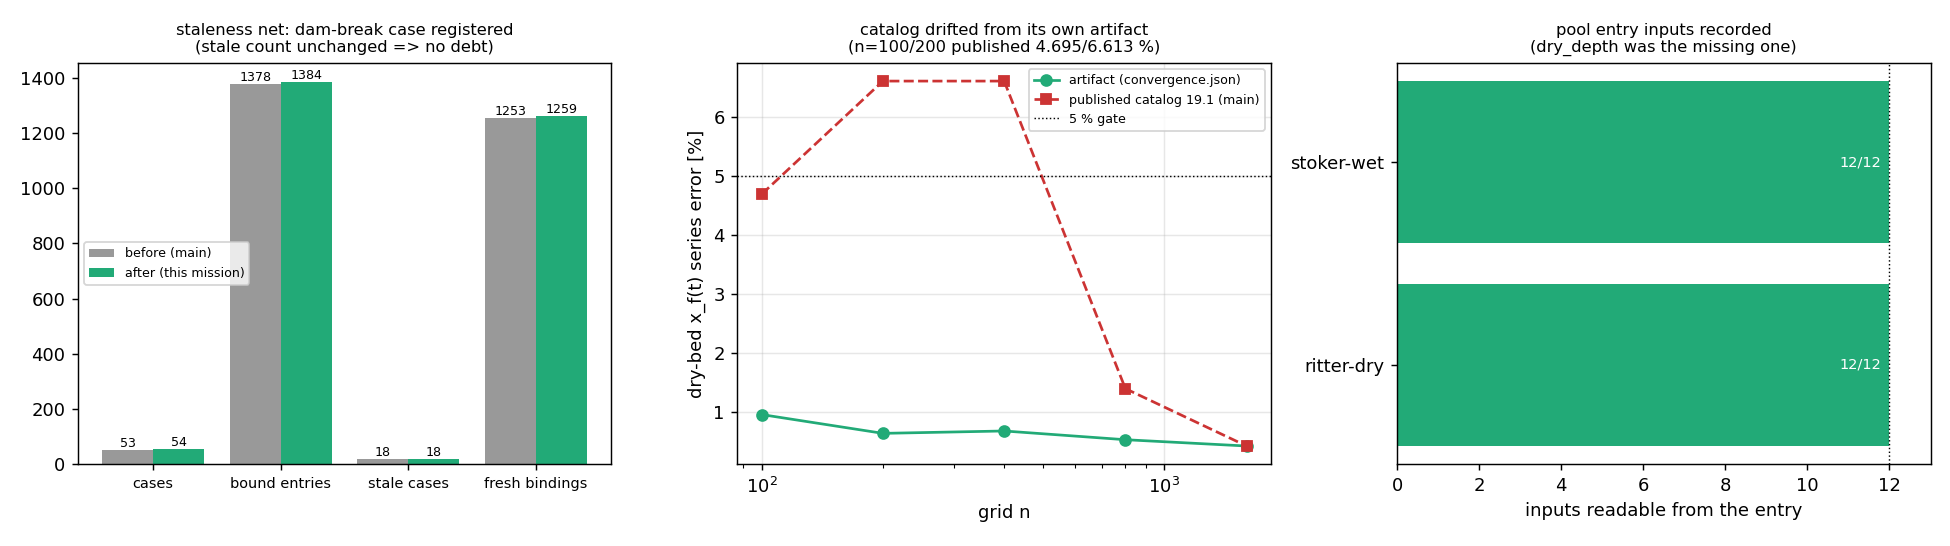 staleness net: dam-break case registered
(stale count unchanged => no debt)
1400
1200
1000
800
600
400
200
0
1378
1384
1253
1259
53
54
18
18
before (main)
after (this mission)
cases
bound entries
stale cases
fresh bindings
catalog drifted from its own artifact
(n=100/200 published 4.695/6.613 %)
dry-bed x_f(t) series error [%]
6
5
4
3
2
1
artifact (convergence.json)
published catalog 19.1 (main)
5 % gate
10²
10³
grid n
pool entry inputs recorded
(dry_depth was the missing one)
stoker-wet
12/12
ritter-dry
12/12
0
2
4
6
8
10
12
inputs readable from the entry